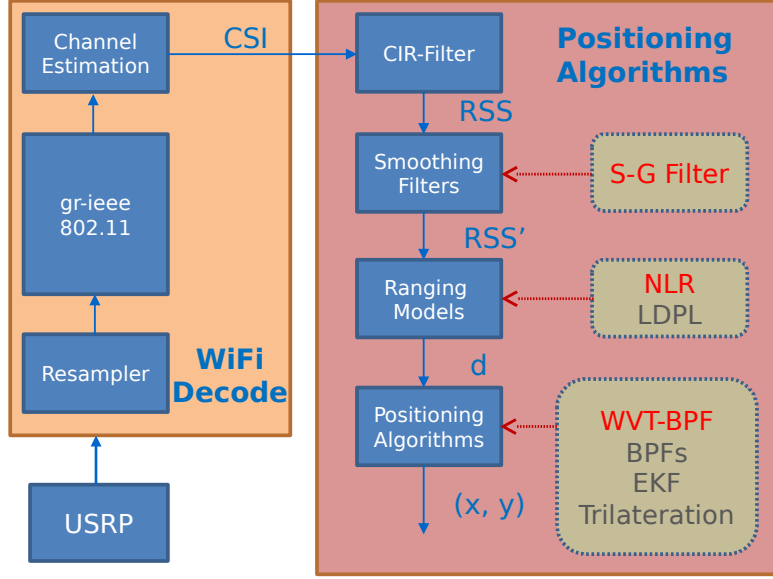 Channel
Estimation
gr-ieee
802.11
Resampler
WiFi
Decode
USRP
CSI
Positioning
Algorithms
CIR-Filter
RSS
Smoothing
Filters
S-G Filter
RSS’
Ranging
Models
NLR
LDPL
d
Positioning
Algorithms
WVT-BPF
BPFs
EKF
Trilateration
(x, y)